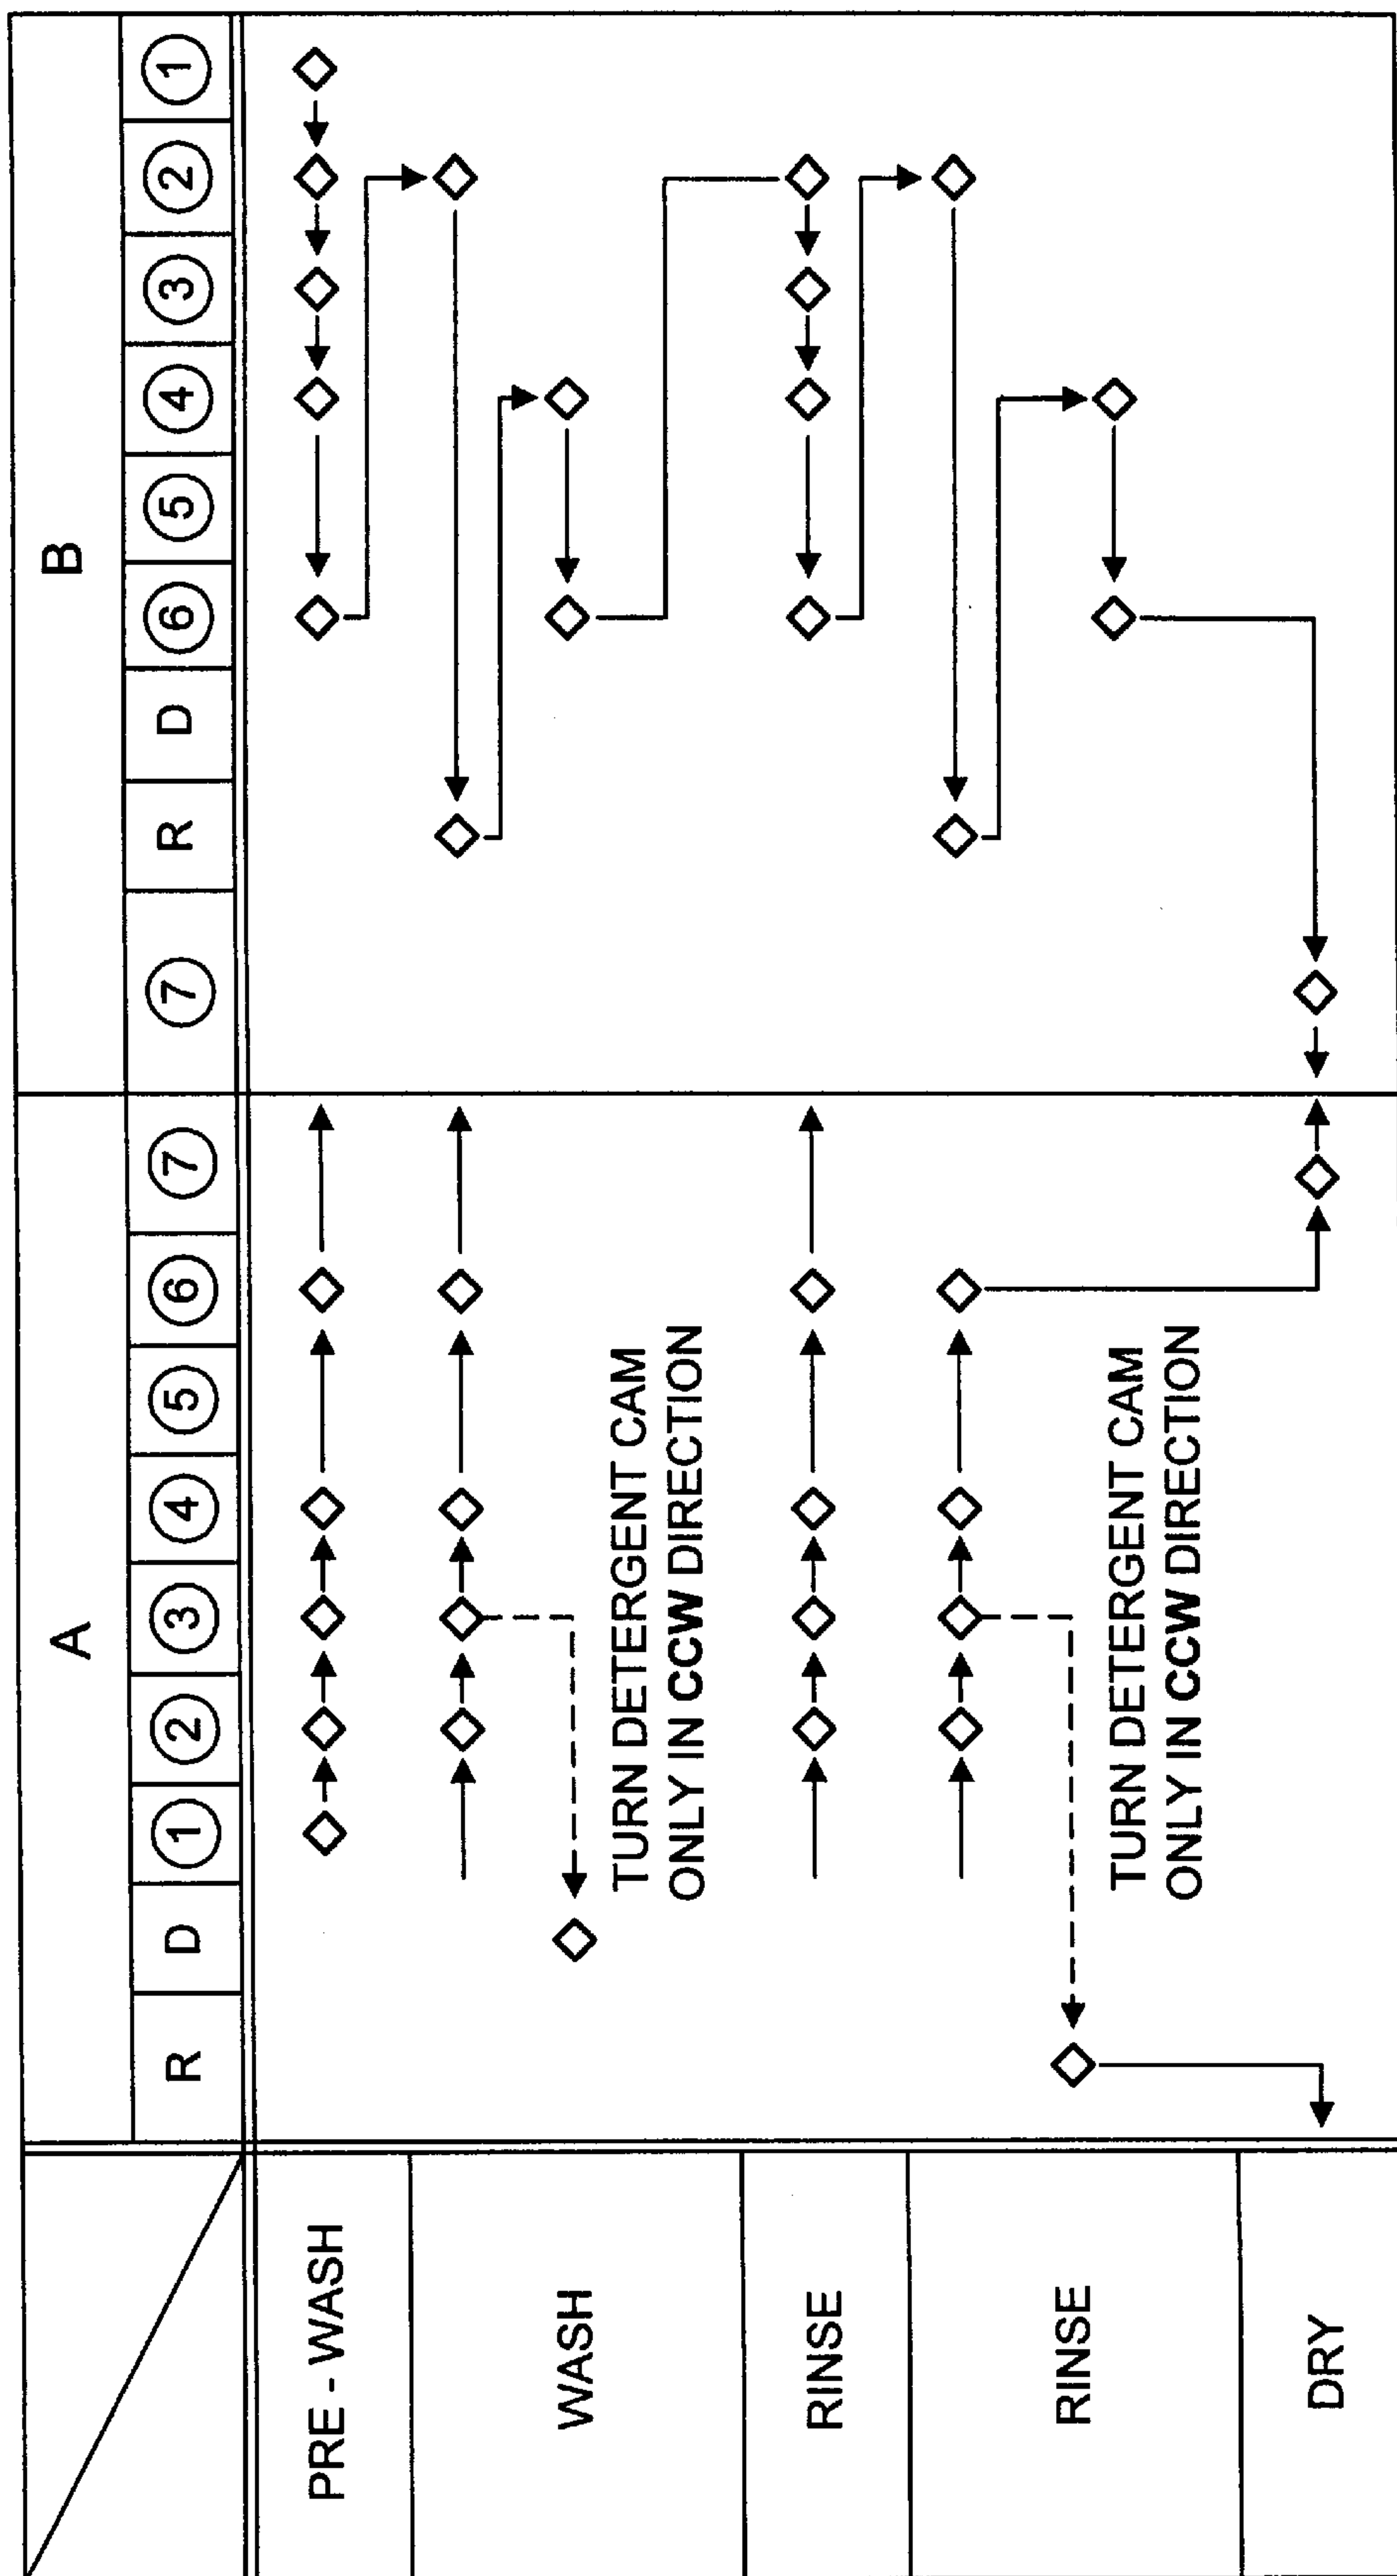 A B
R D ① ② ③ ④ ⑤ ⑥ ⑦ ⑦ R D ⑥ ⑤ ④ ③ ② ①
PRE - WASH
WASH
TURN DETERGENT CAM
ONLY IN CCW DIRECTION
RINSE
RINSE
TURN DETERGENT CAM
ONLY IN CCW DIRECTION
DRY